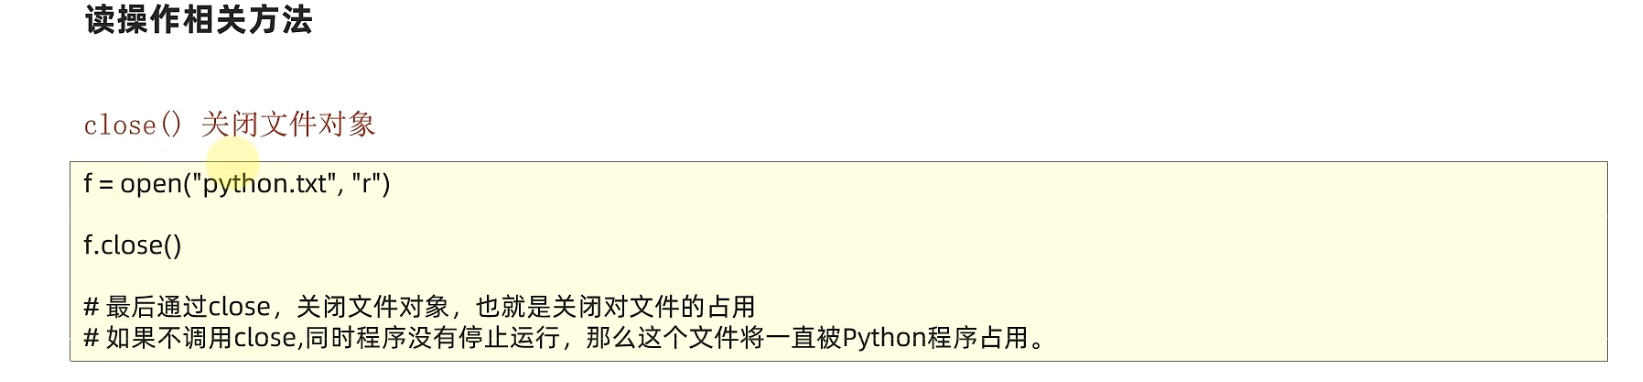 读操作相关方法
close() 关闭文件对象
f = open("python.txt", "r")
f.close()
# 最后通过close，关闭文件对象，也就是关闭对文件的占用
# 如果不调用close,同时程序没有停止运行，那么这个文件将一直被Python程序占用。